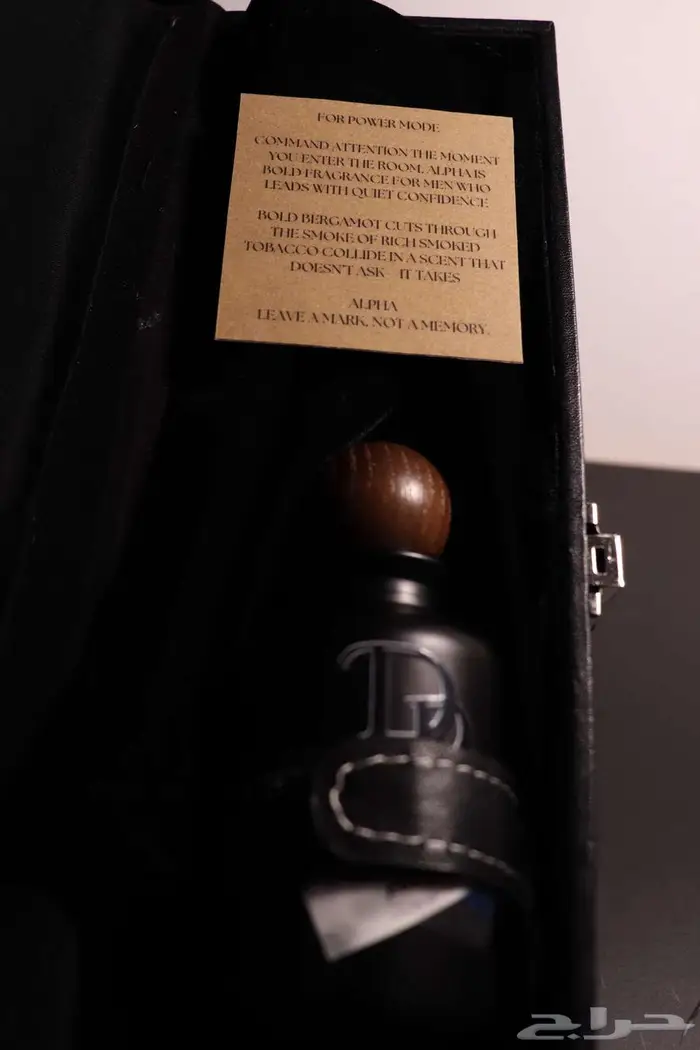 FOR POWER MODE
COMMAND ATTENTION THE MOMENT
YOU ENTER THE ROOM. ALPHA IS
BOLD FRAGRANCE FOR MEN WHO
LEADS WITH QUIET CONFIDENCE
BOLD BERGAMOT CUTS THROUGH
THE SMOKE OF RICH SMOKED
TOBACCO COLLIDE IN A SCENT THAT
DOESN'T ASK - IT TAKES
ALPHA
LEAVE A MARK, NOT A MEMORY.
حراج